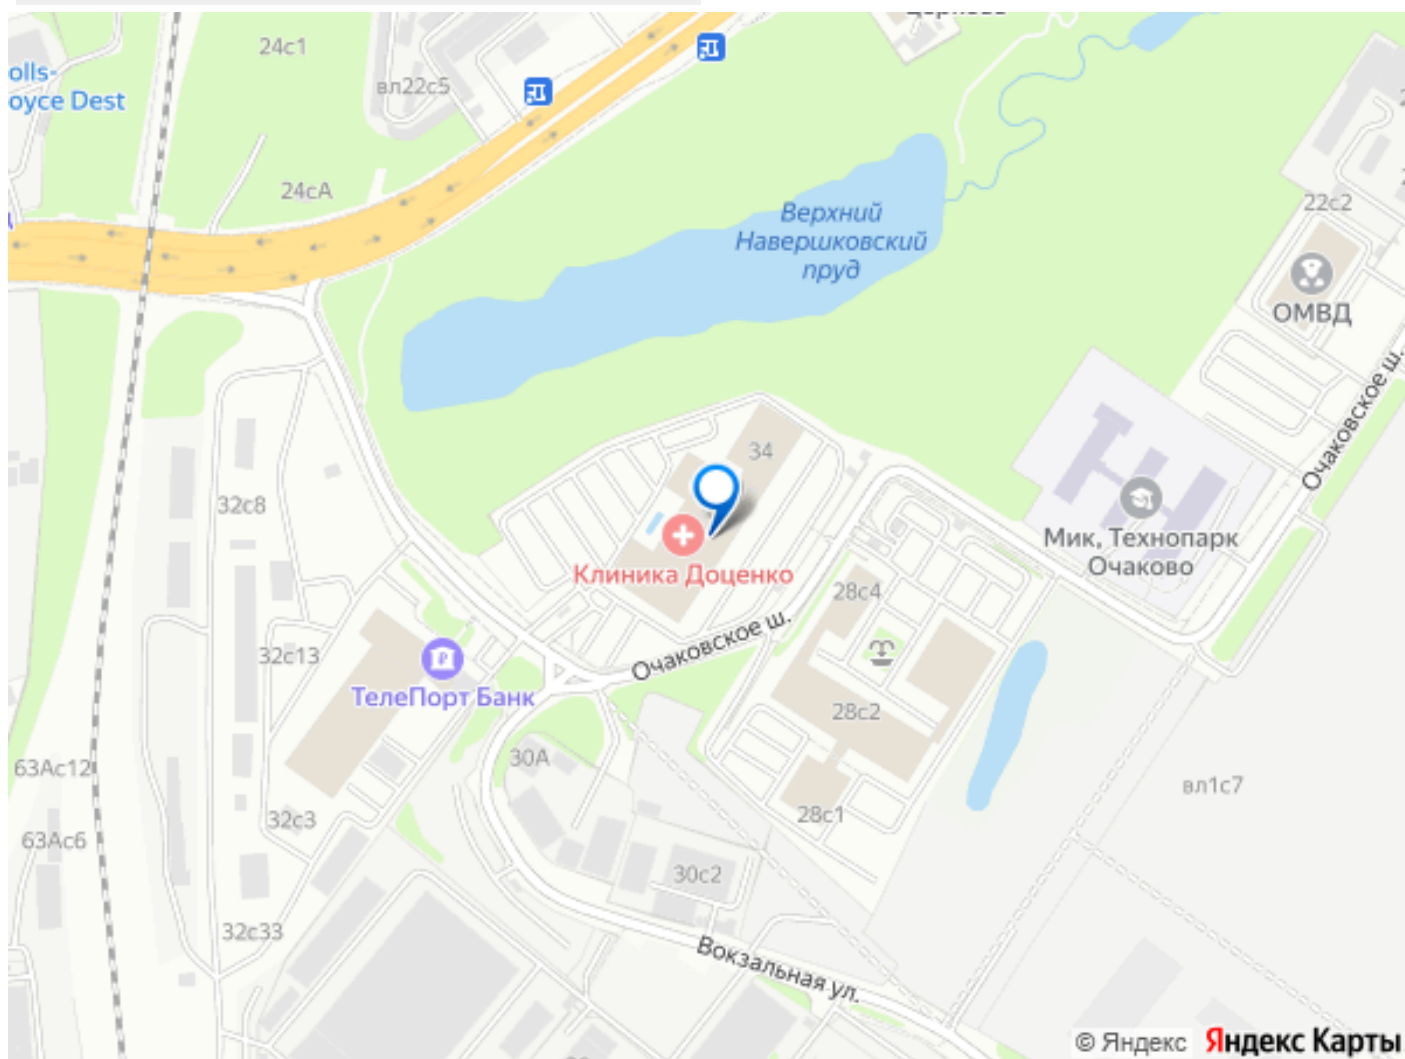 24с1
olls-
oyce Dest
вл22с5
24сА
Верхний
Навершковский
пруд
22с2
ОМВД
Очаковское ш.
34
32с8
Клиника Доценко
Мик, Технопарк
Очаково
28с4
Очаковское ш.
32с13
ТелеПорт Банк
28с2
30А
63Ас12
вл1с7
28с1
32с3
63Ас6
30с2
32с33
Вокзальная ул.
© Яндекс Яндекс Карты